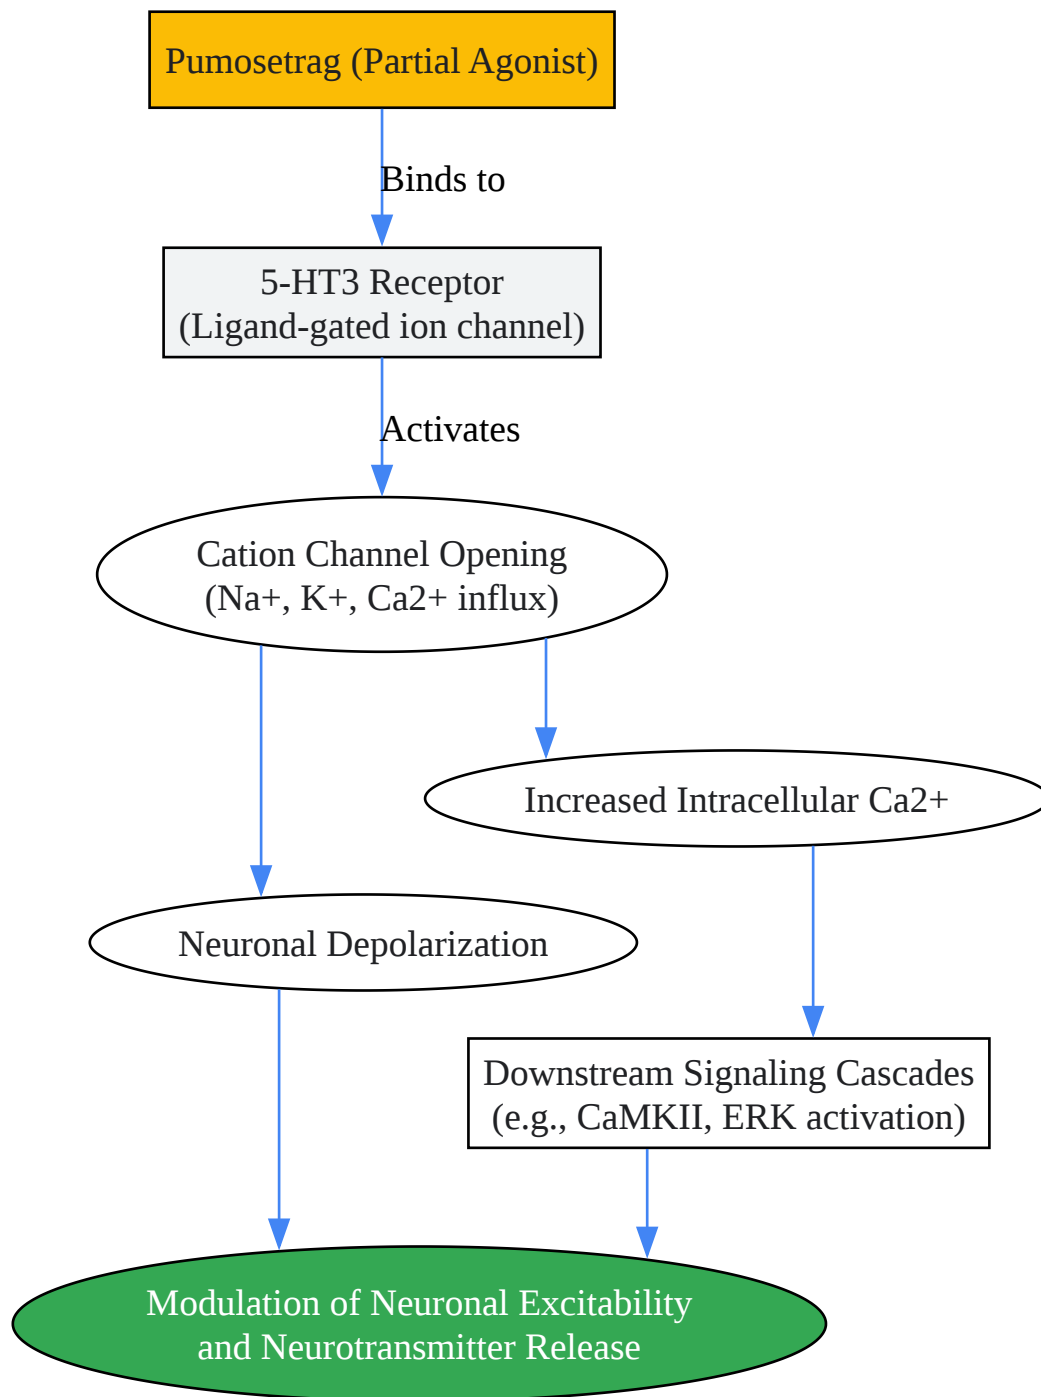 Pumosetrag (Partial Agonist)
Binds to
5-HT3 Receptor
(Ligand-gated ion channel)
Activates
Cation Channel Opening
(Na+, K+, Ca2+ influx)
Increased Intracellular Ca2+
Neuronal Depolarization
Downstream Signaling Cascades
(e.g., CaMKII, ERK activation)
Modulation of Neuronal Excitability
and Neurotransmitter Release